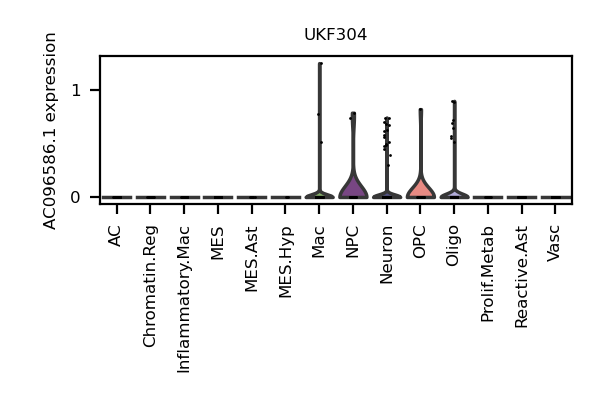 UKF304
AC096586.1 expression
1
0
AC
Chromatin.Reg
Inflammatory.Mac
MES
MES.Ast
MES.Hyp
Mac
NPC
Neuron
OPC
Oligo
Prolif.Metab
Reactive.Ast
Vasc